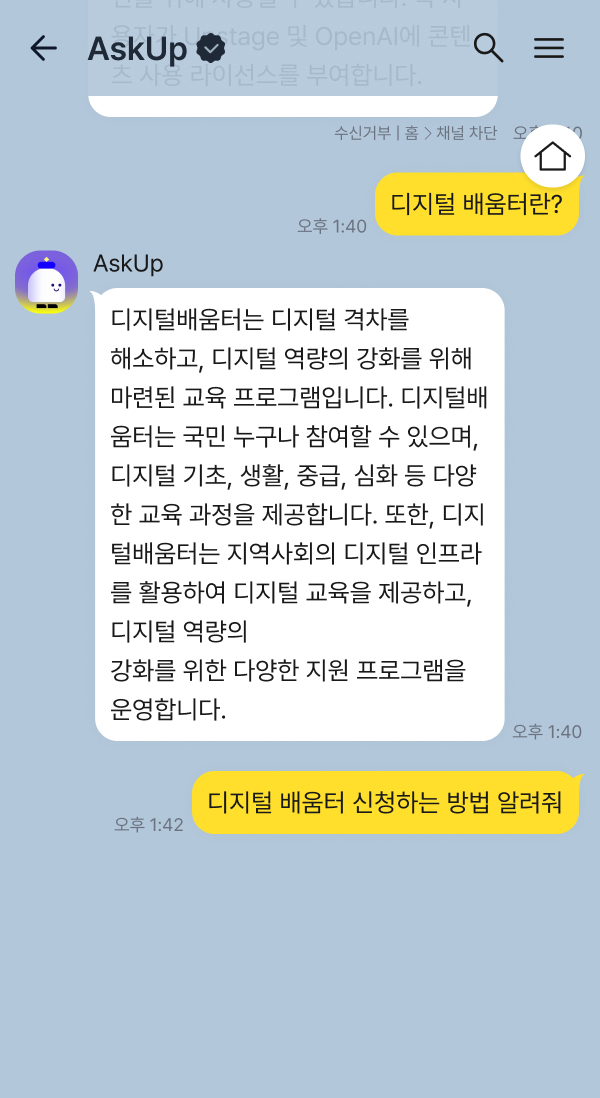 AskUp
용자가 Upstage 및 OpenAI에 콘텐
츠 사용 라이선스를 부여합니다.
수신거부 | 홈 > 채널 차단
디지털 배움터란?
오후 1:40
AskUp
디지털배움터는 디지털 격차를
해소하고, 디지털 역량의 강화를 위해
마련된 교육 프로그램입니다. 디지털배
움터는 국민 누구나 참여할 수 있으며,
디지털 기초, 생활, 중급, 심화 등 다양
한 교육 과정을 제공합니다. 또한, 디지
털배움터는 지역사회의 디지털 인프라
를 활용하여 디지털 교육을 제공하고,
디지털 역량의
강화를 위한 다양한 지원 프로그램을
운영합니다.
오후 1:40
디지털 배움터 신청하는 방법 알려줘
오후 1:42